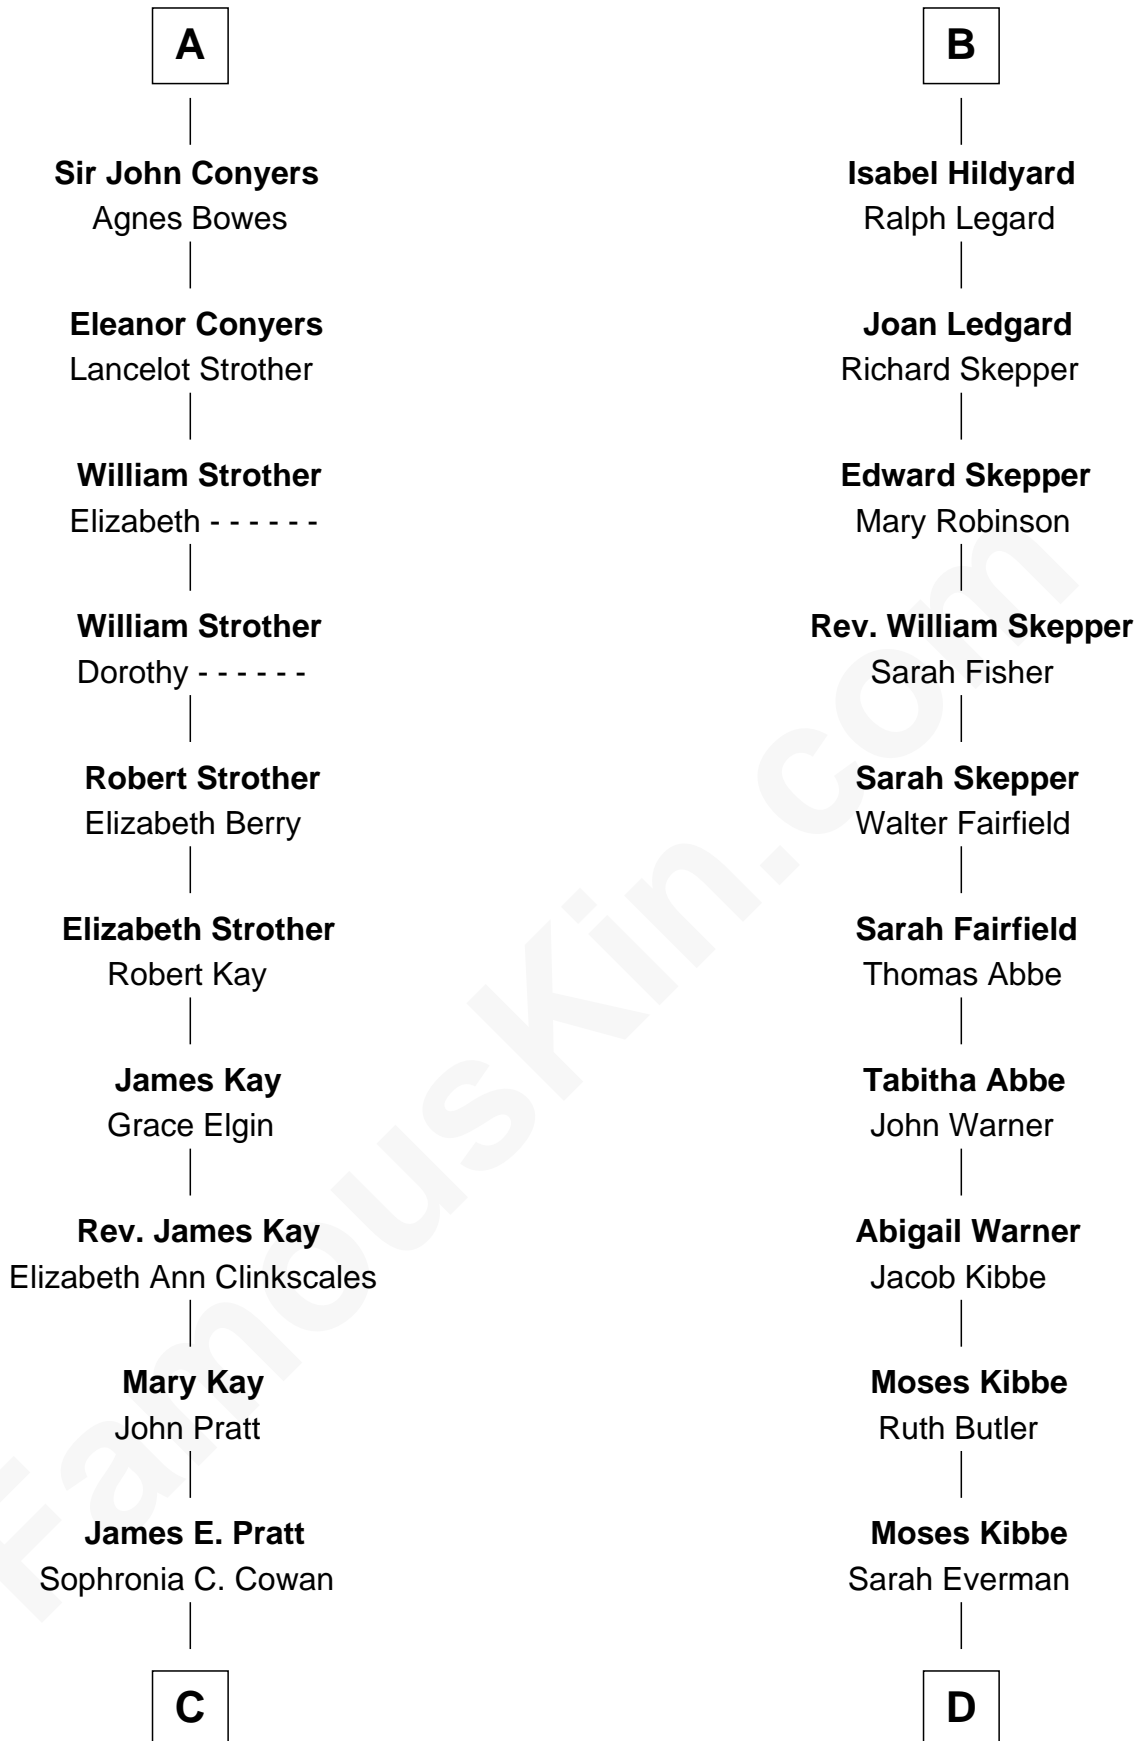 A
Sir John Conyers
Agnes Bowes
Eleanor Conyers
Lancelot Strother
William Strother
Elizabeth - - - - - -
William Strother
Dorothy - - - - - -
Robert Strother
Elizabeth Berry
Elizabeth Strother
Robert Kay
James Kay
Grace Elgin
Rev. James Kay
Elizabeth Ann Clinkscales
Mary Kay
John Pratt
James E. Pratt
Sophronia C. Cowan
C
B
Isabel Hildyard
Ralph Legard
Joan Ledgard
Richard Skepper
Edward Skepper
Mary Robinson
Rev. William Skepper
Sarah Fisher
Sarah Skepper
Walter Fairfield
Sarah Fairfield
Thomas Abbe
Tabitha Abbe
John Warner
Abigail Warner
Jacob Kibbe
Moses Kibbe
Ruth Butler
Moses Kibbe
Sarah Everman
D
FamousKin.com